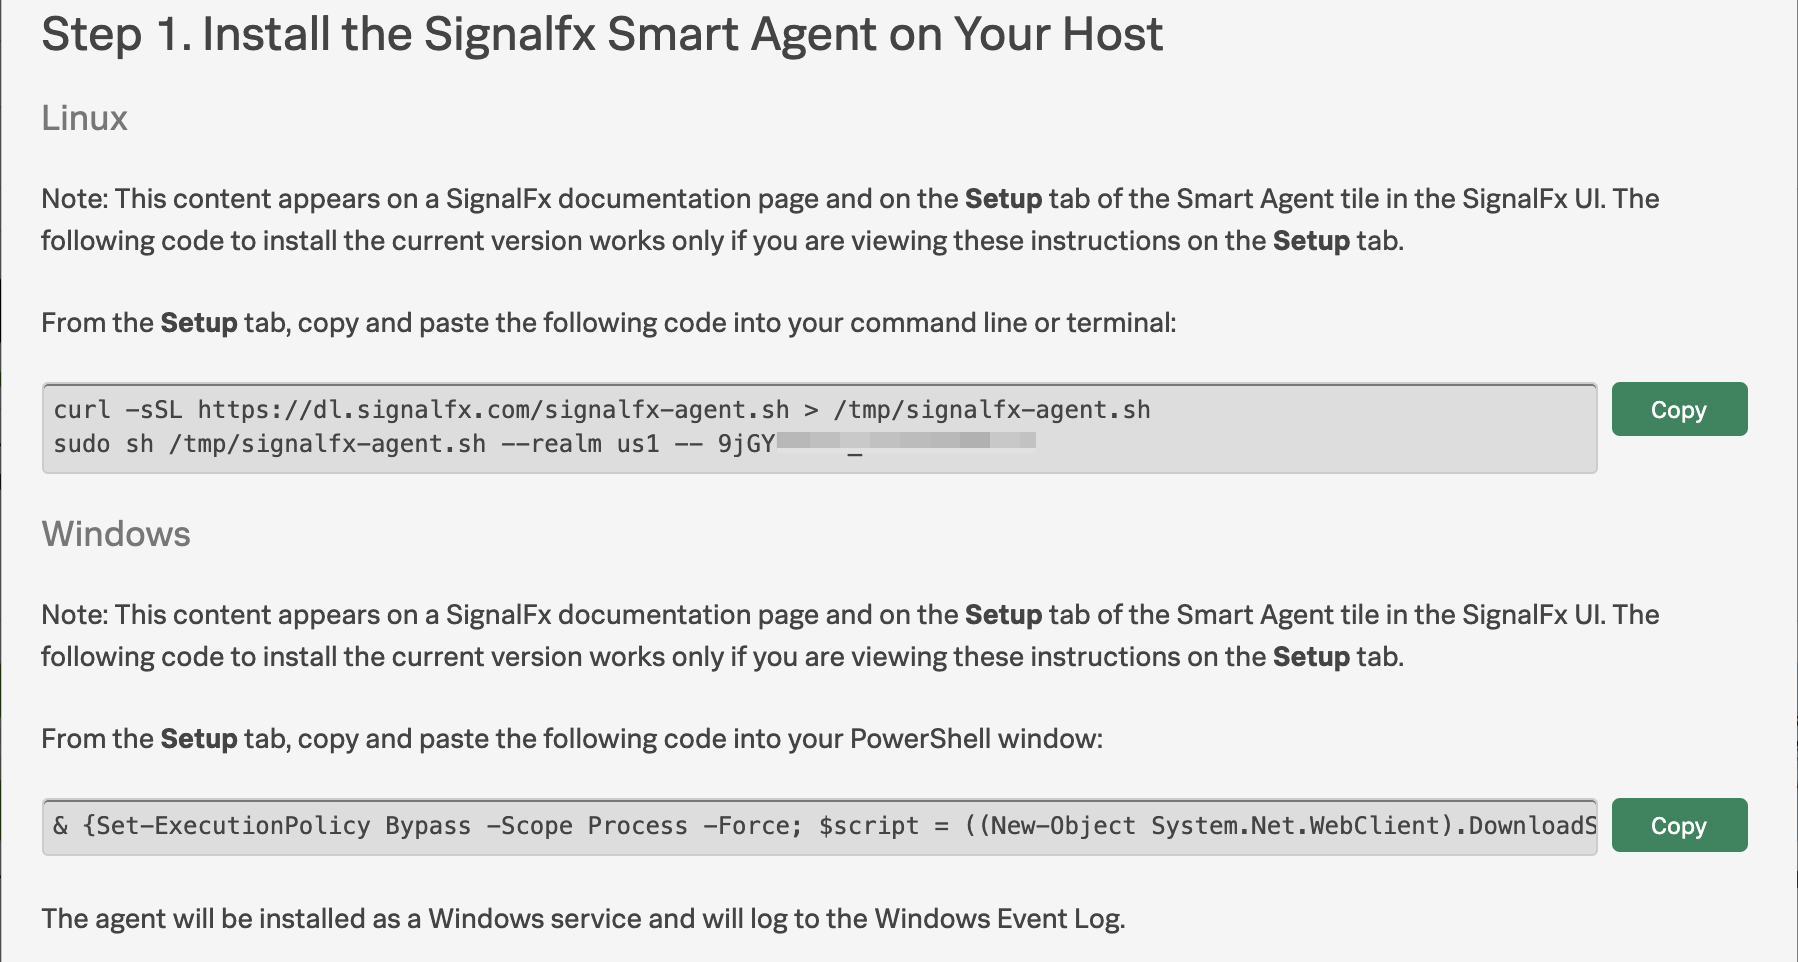 Step 1. Install the Signalfx Smart Agent on Your Host
Linux
Note: This content appears on a SignalFx documentation page and on the Setup tab of the Smart Agent tile in the SignalFx UI. The
following code to install the current version works only if you are viewing these instructions on the Setup tab.
From the Setup tab, copy and paste the following code into your command line or terminal:
curl -sSL https://dl.signalfx.com/signalfx-agent.sh > /tmp/signalfx-agent.sh
sudo sh /tmp/signalfx-agent.sh --realm us1 -- 9jGY
Copy
Windows
Note: This content appears on a SignalFx documentation page and on the Setup tab of the Smart Agent tile in the SignalFx UI. The
following code to install the current version works only if you are viewing these instructions on the Setup tab.
From the Setup tab, copy and paste the following code into your PowerShell window:
& {Set-ExecutionPolicy Bypass -Scope Process -Force; $script = ((New-Object System.Net.WebClient).DownloadS
Copy
The agent will be installed as a Windows service and will log to the Windows Event Log.